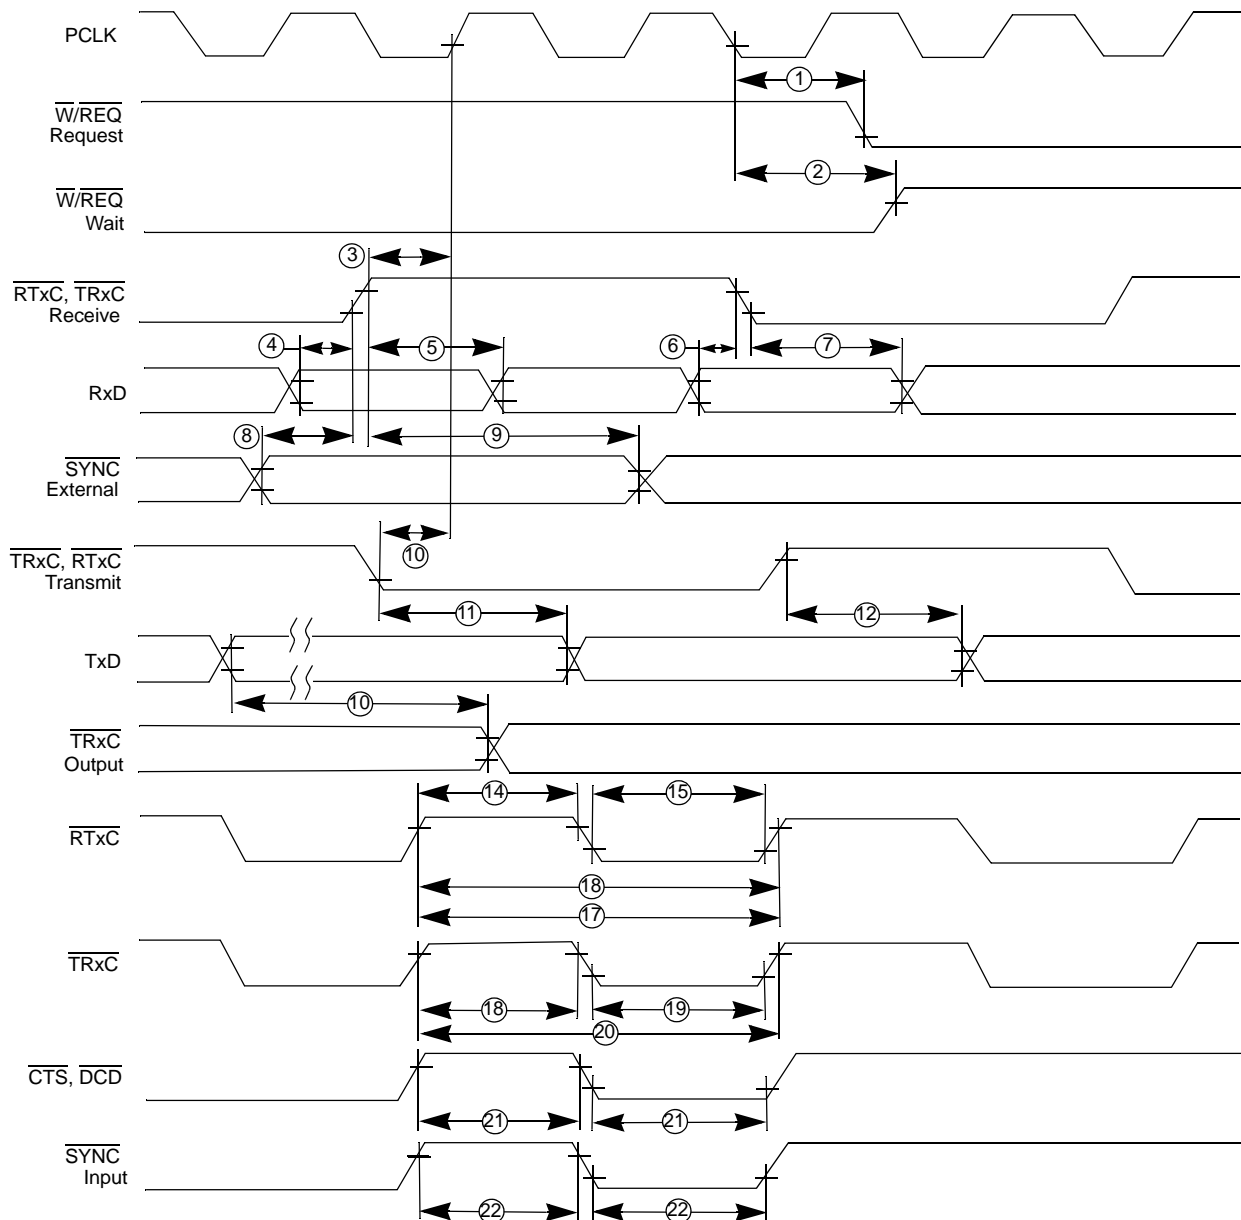 PCLK
1
W/REQ
Request
2
W/REQ
Wait
3
RTxC, TRxC
Receive
4
5
6
7
RxD
8
9
SYNC
External
10
TRxC, RTxC
Transmit
11
12
TxD
10
TRxC
Output
14
15
RTxC
18
17
TRxC
18
19
20
CTS, DCD
21
21
SYNC
Input
22
22